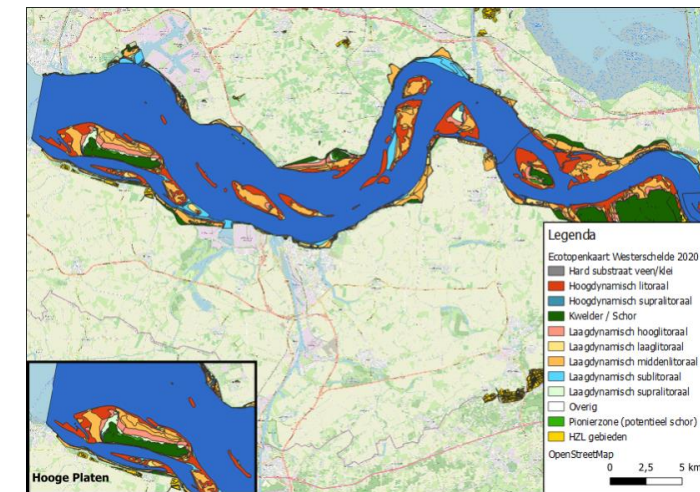 Legenda
Ecotopenkaart Westerschelde 2020
Hard substraat veen/klei
Hoogdynamisch litoraal
Hoogdynamisch supralitoraal
Kwelder / Schor
Laagdynamisch hooglitoraal
Laagdynamisch laaglitoraal
Laagdynamisch middenlitoraal
Laagdynamisch sublitoraal
Laagdynamisch supralitoraal
Overig
Pionierzone (potentieel schor)
HZL gebieden
OpenStreetMap
0 2,5 5 km
Hooge Platen